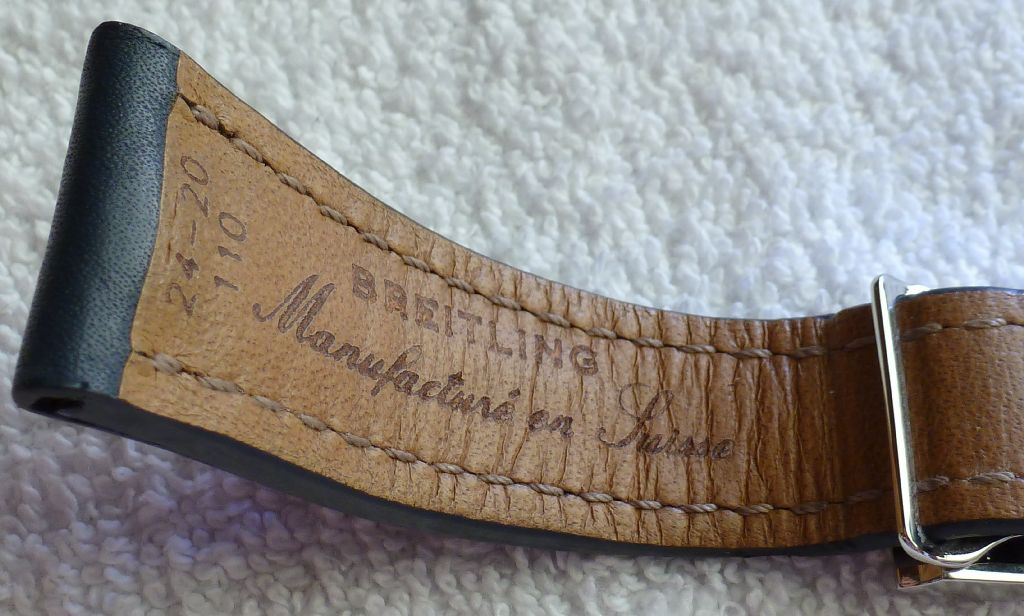 24-20
110
BREITLING
Manufacturé en Suisse